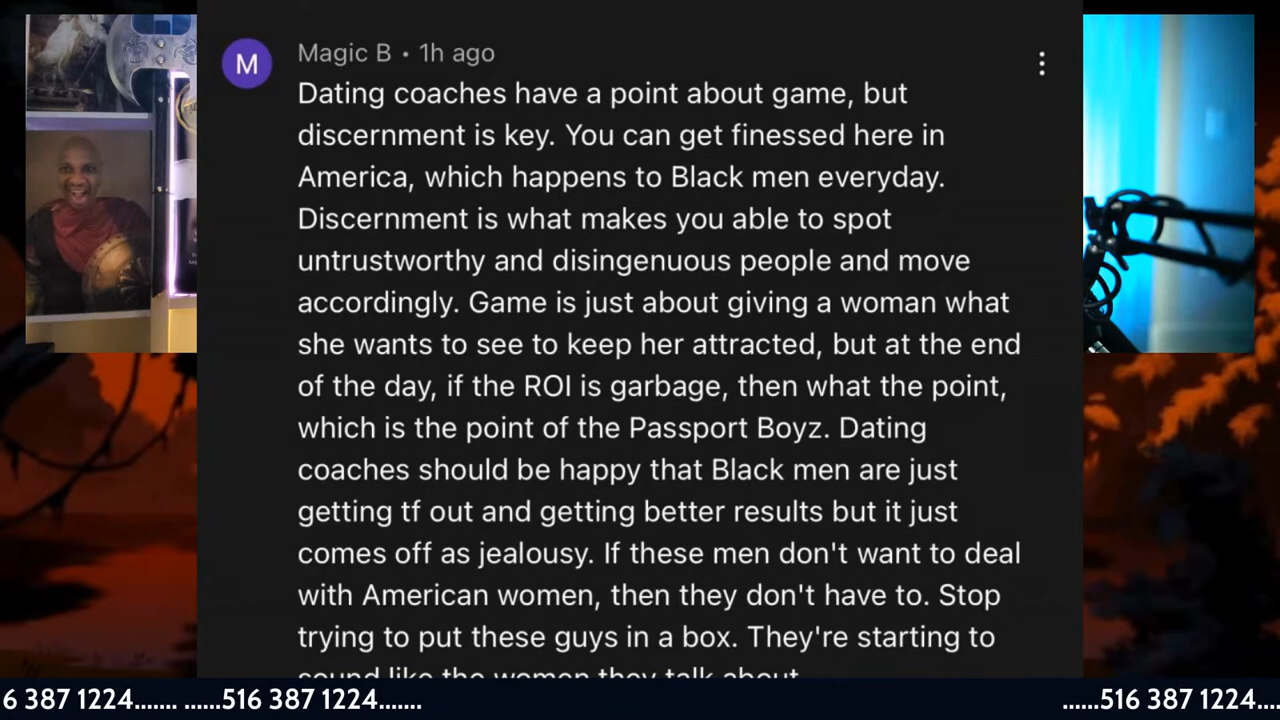 M
Magic B • 1h ago
Dating coaches have a point about game, but
discernment is key. You can get finessed here in
America, which happens to Black men everyday.
Discernment is what makes you able to spot
untrustworthy and disingenuous people and move
accordingly. Game is just about giving a woman what
she wants to see to keep her attracted, but at the end
of the day, if the ROI is garbage, then what the point,
which is the point of the Passport Boyz. Dating
coaches should be happy that Black men are just
getting tf out and getting better results but it just
comes off as jealousy. If these men don't want to deal
with American women, then they don't have to. Stop
trying to put these guys in a box. They're starting to
sound like the women they talk about
6 387 1224....... ......516 387 1224....... ......516 387 1224....